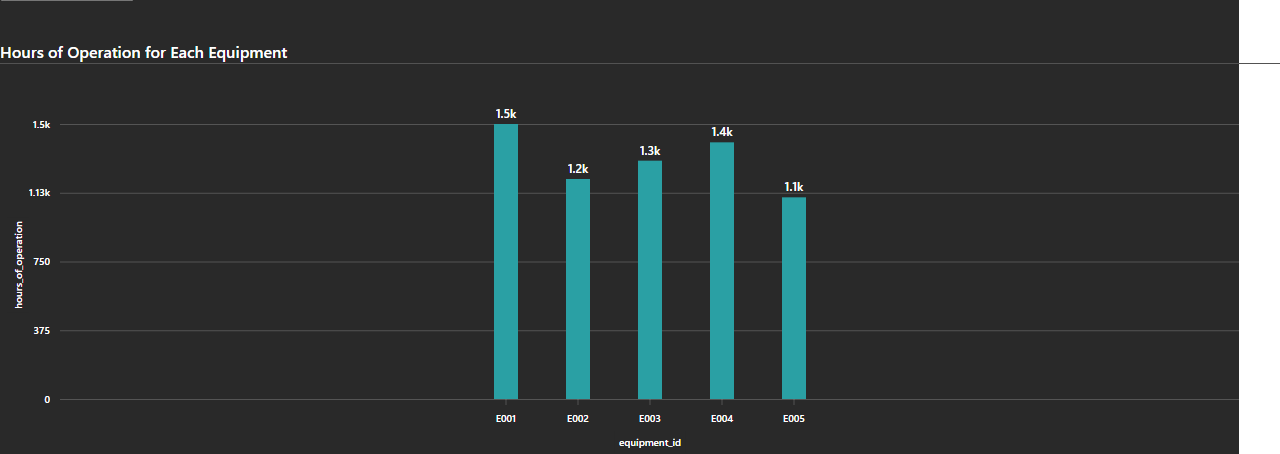 Hours of Operation for Each Equipment
1.5k
1.13k
750
375
0
hours_of_operation
1.5k
1.2k
1.3k
1.4k
1.1k
E001 E002 E003 E004 E005
equipment_id